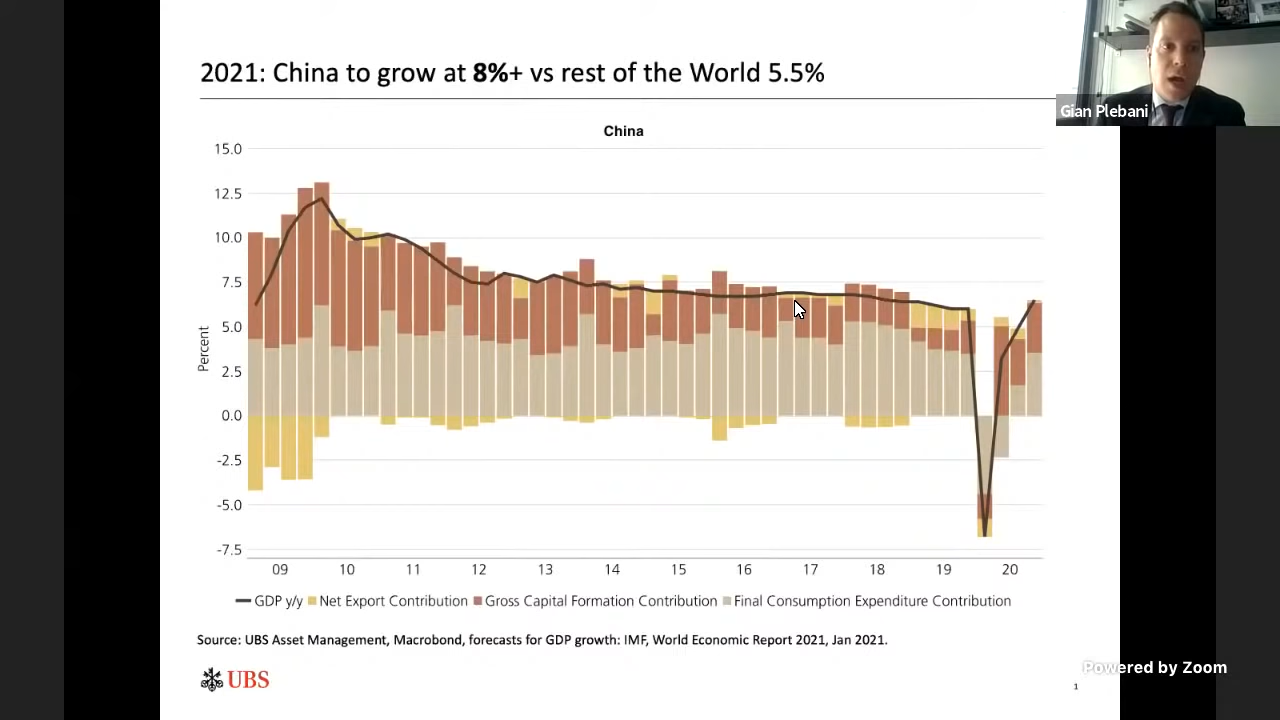 2021: China to grow at 8%+ vs rest of the World 5.5%
Gian Plebani
China
15.0
12.5
10.0
7.5
5.0
2.5
0.0
-2.5
-5.0
-7.5
Percent
09 10 11 12 13 14 15 16 17 18 19 20
GDP y/y Net Export Contribution Gross Capital Formation Contribution Final Consumption Expenditure Contribution
Source: UBS Asset Management, Macrobond, forecasts for GDP growth: IMF, World Economic Report 2021, Jan 2021.
UBS
1
Powered by Zoom